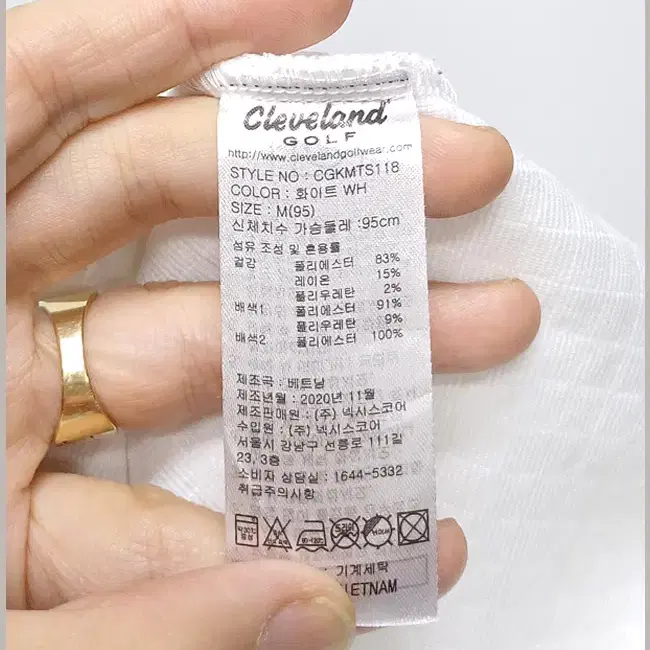 Cleveland
GOLF
http://www.clevelandgolfwear.com
STYLE NO : CGKMTS118
COLOR : 화이트 WH
SIZE : M(95)
신체치수 가슴둘레 :95cm
섬유 조성 및 혼용률
겉감 폴리에스터 83%
레이온 15%
폴리우레탄 2%
배색1 폴리에스터 91%
폴리우레탄 9%
배색2 폴리에스터 100%
제조국 : 베트남
제조년월 : 2020년 11월
제조판매원 : (주) 넥시스코어
수입원 : (주) 넥시스코어
서울시 강남구 선릉로 111길
23, 3층
소비자 상담실 : 1644-5332
취급주의사항
: 기계세탁